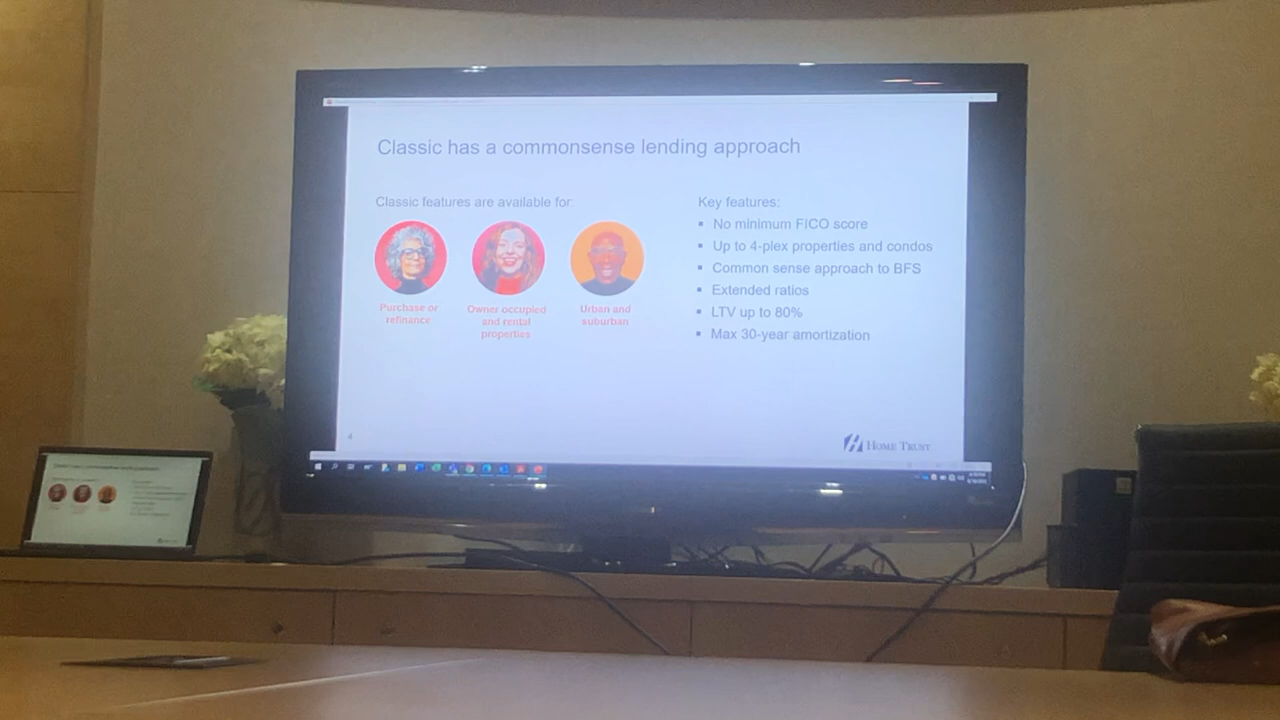 Classic has a commonsense lending approach
Classic features are available for:
Purchase or
refinance
Owner occupied
and rental
properties
Urban and
suburban
Key features:
▪ No minimum FICO score
▪ Up to 4-plex properties and condos
▪ Common sense approach to BFS
▪ Extended ratios
▪ LTV up to 80%
▪ Max 30-year amortization
4
HOME TRUST